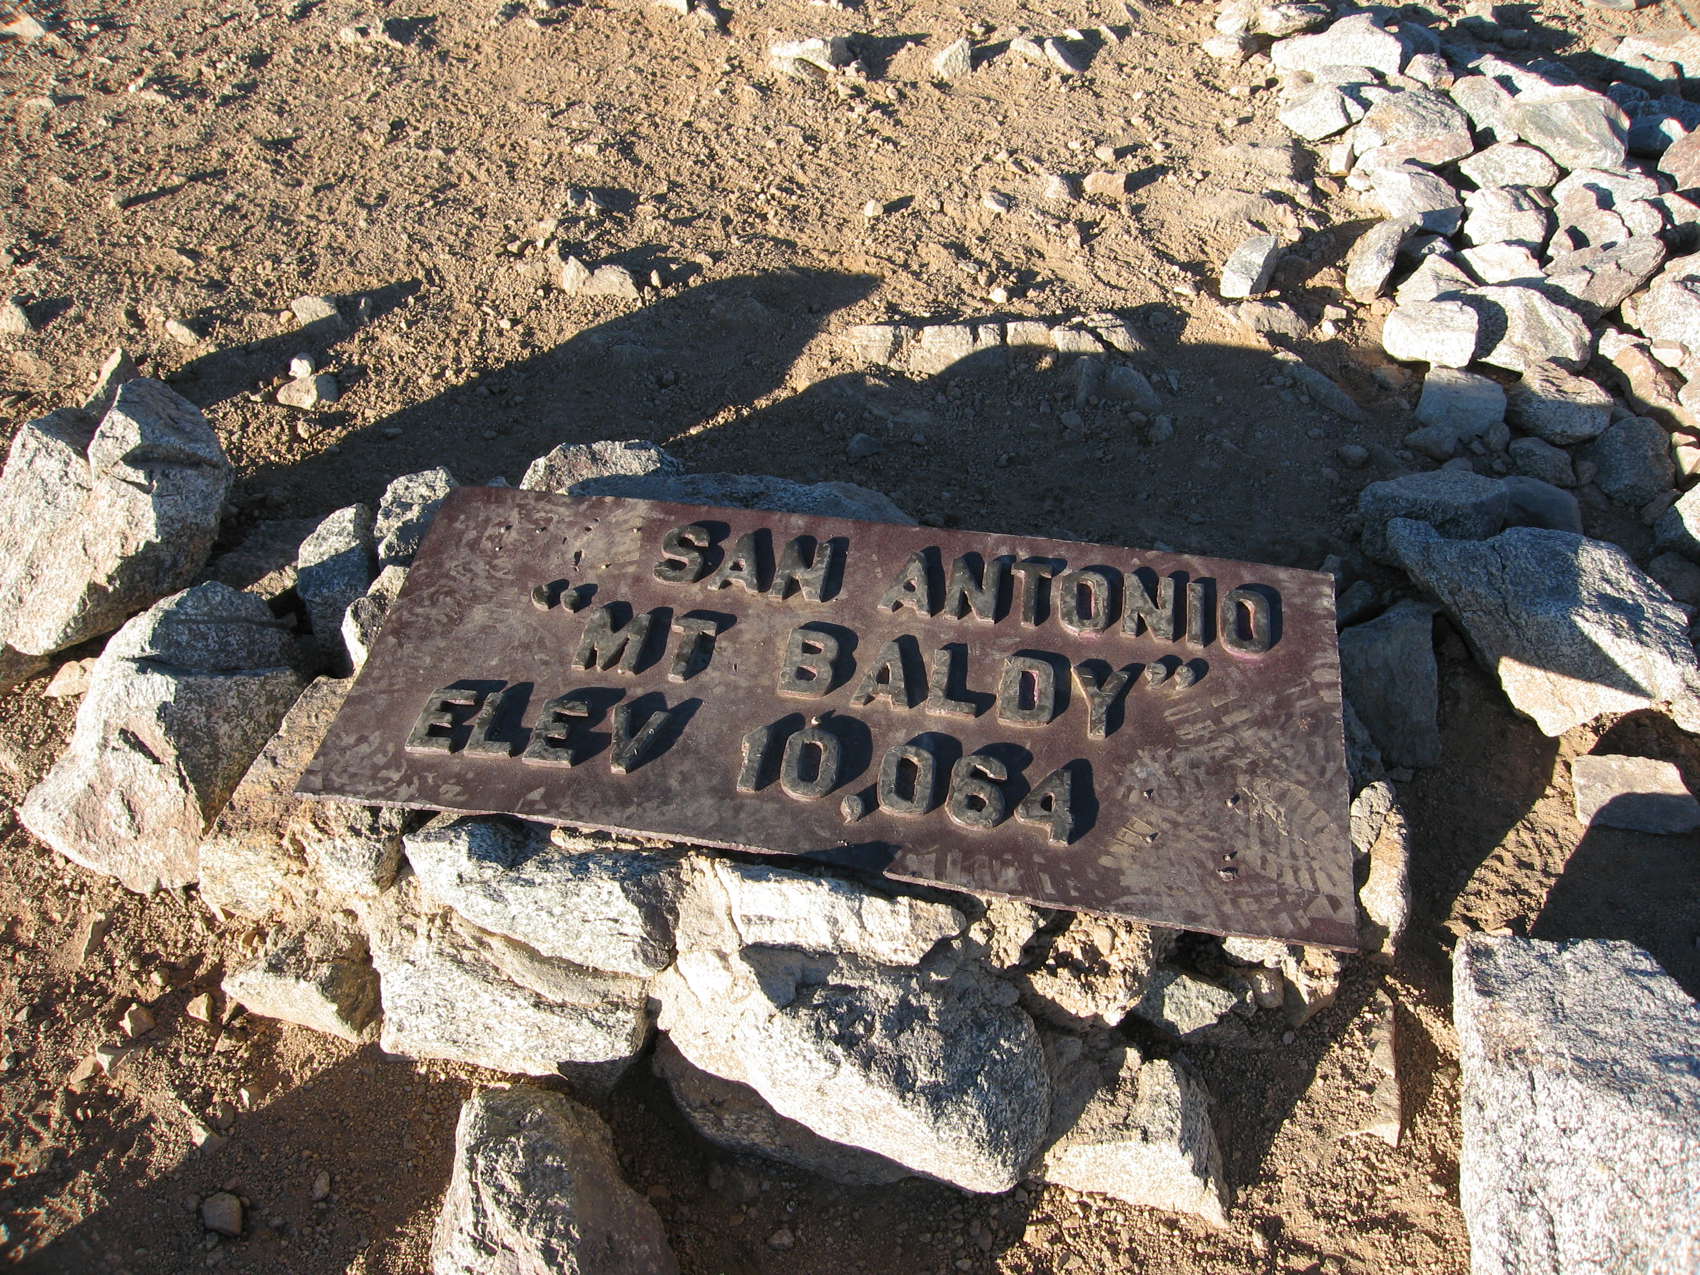 SAN ANTONIO
“MT BALDY”
ELEV 10,064